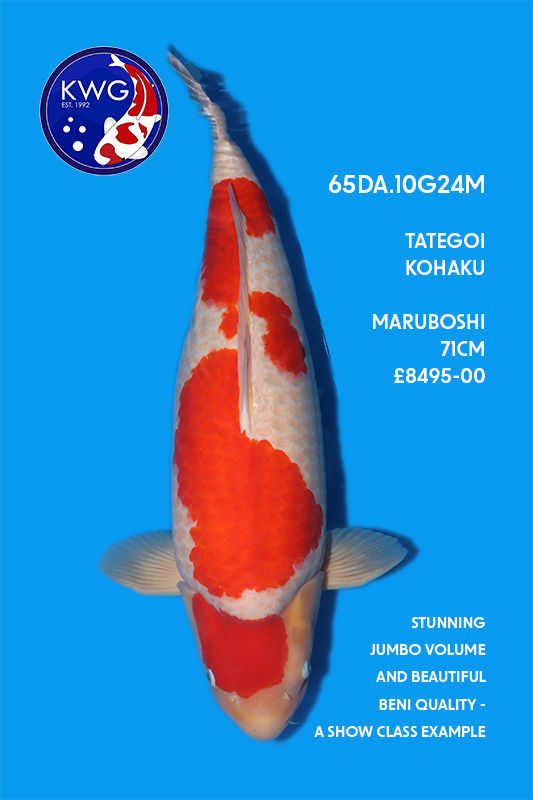 KWG
EST. 1992
65DA.10G24M
TATEGOI
KOHAKU
MARUBOSHI
71CM
£8495-00
STUNNING
JUMBO VOLUME
AND BEAUTIFUL
BENI QUALITY -
A SHOW CLASS EXAMPLE